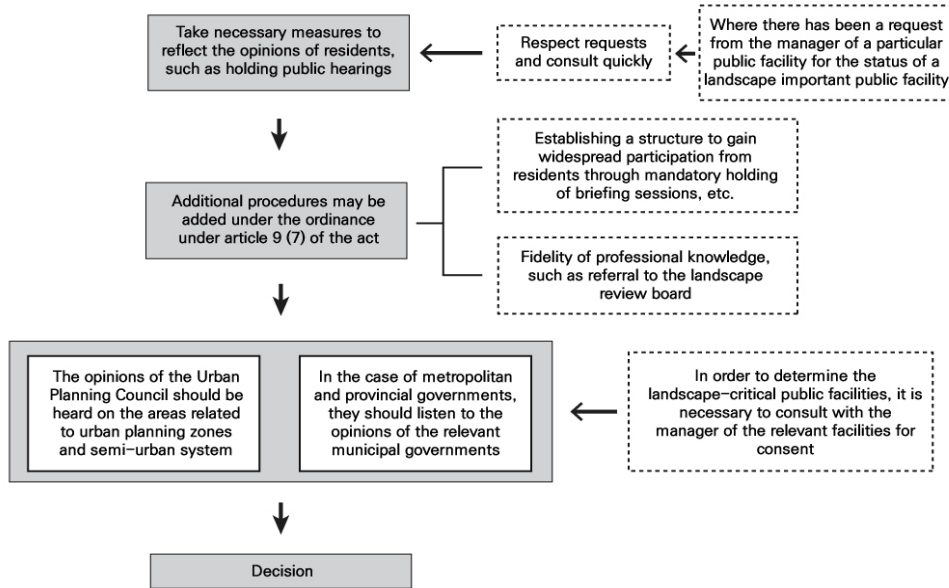 Take necessary measures to
reflect the opinions of residents,
such as holding public hearings
Respect requests
and consult quickly
Where there has been a request
from the manager of a particular
public facility for the status of a
landscape important public facility
Establishing a structure to gain
widespread participation from
residents through mandatory holding
of briefing sessions, etc.
Additional procedures may be
added under the ordinance
under article 9 (7) of the act
Fidelity of professional knowledge,
such as referral to the landscape
review board
The opinions of the Urban
Planning Council should be
heard on the areas related
to urban planning zones
and semi-urban system
In the case of metropolitan
and provincial governments,
they should listen to the
opinions of the relevant
municipal governments
In order to determine the
landscape-critical public facilities, it is
necessary to consult with the
manager of the relevant facilities for
consent
Decision